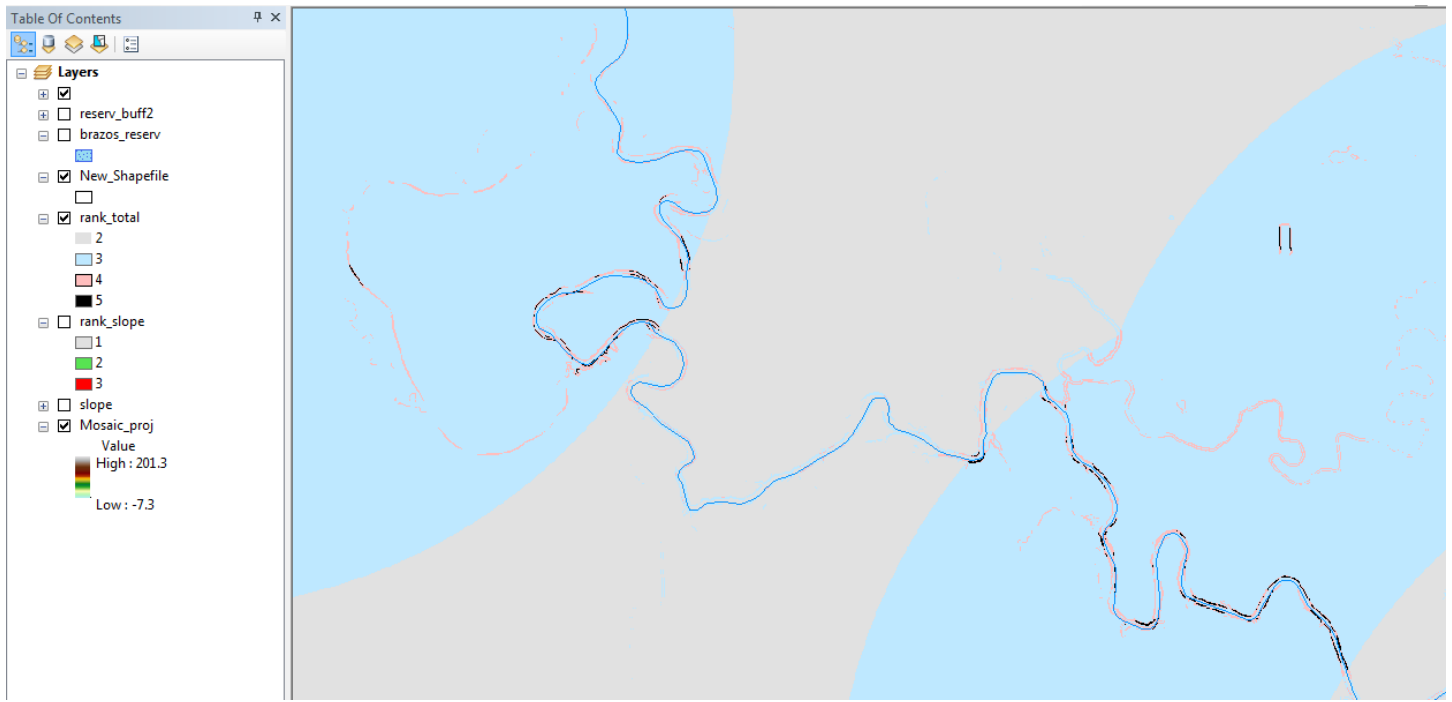 Table Of Contents
Layers
reserv_buff2
brazos_reserv
New_Shapefile
rank_total
2
3
4
5
rank_slope
1
2
3
slope
Mosaic_proj
Value
High : 201.3
Low : -7.3